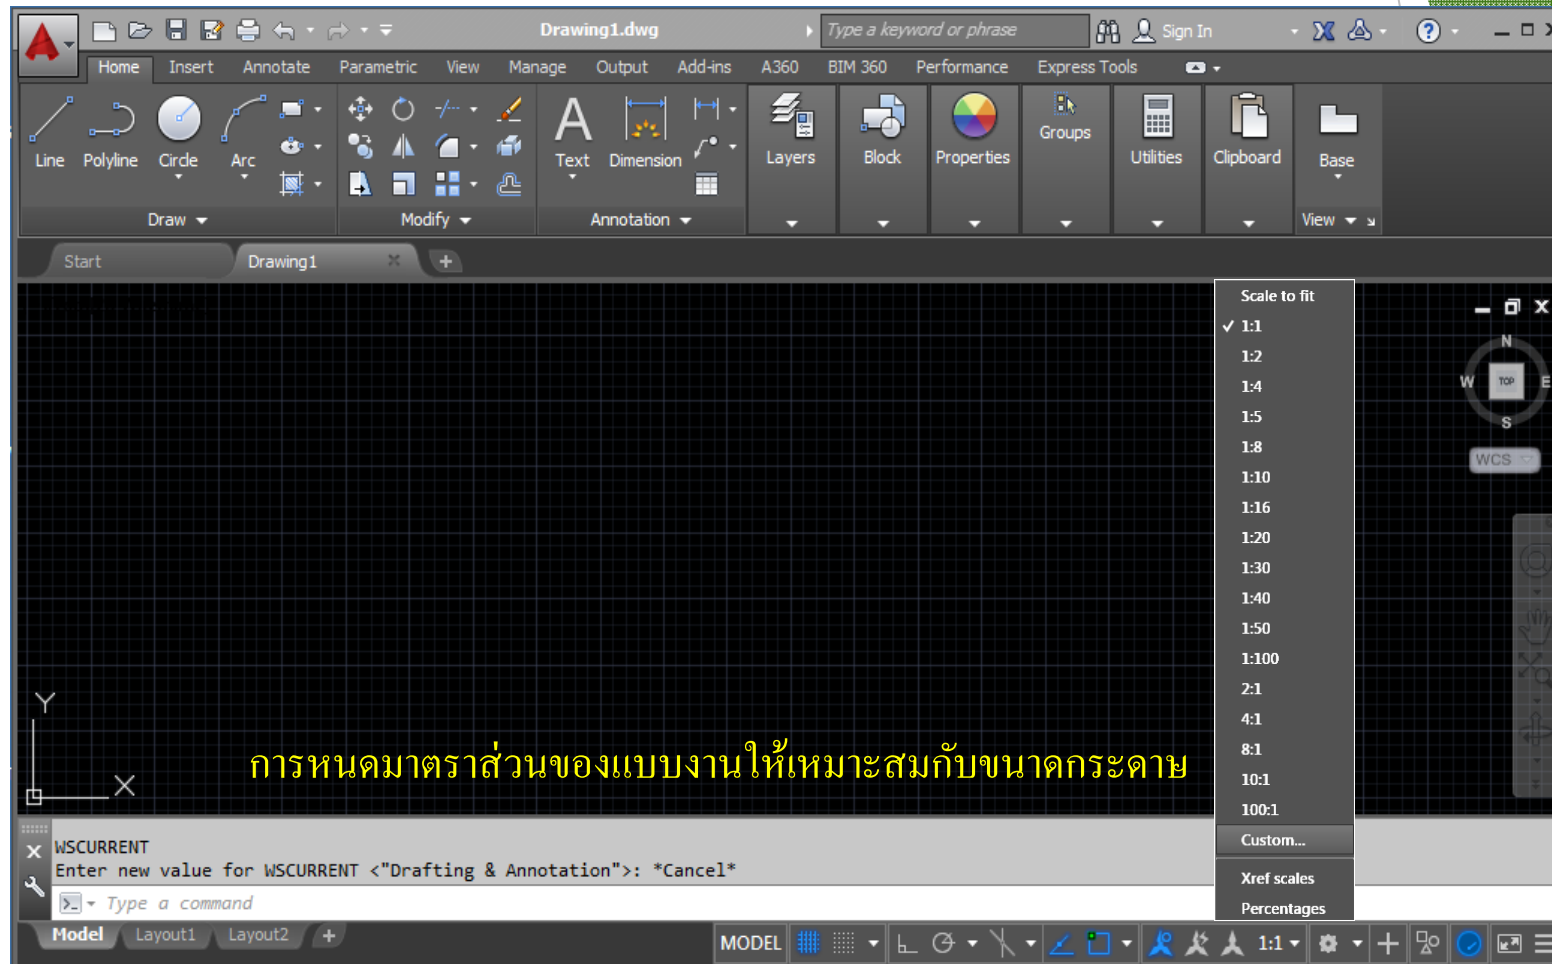 Drawing1.dwg
Type a keyword or phrase
Sign In
Home Insert Annotate Parametric View Manage Output Add-ins A360 BIM 360 Performance Express Tools
Line Polyline Circle Arc
Text Dimension
Layers
Block
Properties
Groups
Utilities
Clipboard
Base
Draw
Modify
Annotation
View
Start
Drawing1
Scale to fit
1:1
1:2
1:4
1:5
1:8
1:10
1:16
1:20
1:30
1:40
1:50
1:100
2:1
4:1
8:1
10:1
100:1
Custom...
Xref scales
Percentages
N
W TOP E
S
WCS
Y
X
การหนดมาตราส่วนของแบบงานให้เหมาะสมกับขนาดกระดาษ
WSCURRENT
Enter new value for WSCURRENT <"Drafting & Annotation">: *Cancel*
Type a command
Model Layout1 Layout2
MODEL
1:1